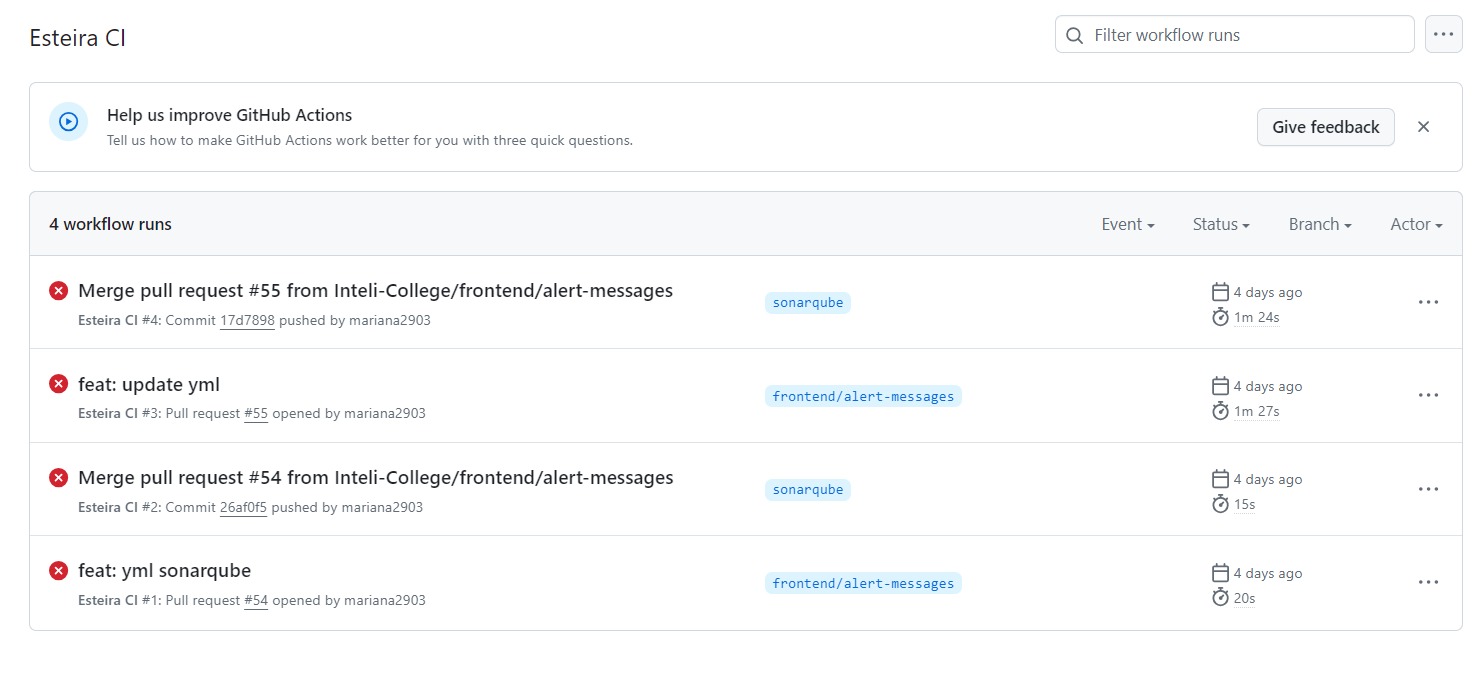 Esteira CI
Filter workflow runs
Help us improve GitHub Actions
Tell us how to make GitHub Actions work better for you with three quick questions.
Give feedback
4 workflow runs
Event
Status
Branch
Actor
Merge pull request #55 from Inteli-College/frontend/alert-messages
Esteira CI #4: Commit 17d7898 pushed by mariana2903
sonarqube
4 days ago
1m 24s
feat: update yml
Esteira CI #3: Pull request #55 opened by mariana2903
frontend/alert-messages
4 days ago
1m 27s
Merge pull request #54 from Inteli-College/frontend/alert-messages
Esteira CI #2: Commit 26af0f5 pushed by mariana2903
sonarqube
4 days ago
15s
feat: yml sonarqube
Esteira CI #1: Pull request #54 opened by mariana2903
frontend/alert-messages
4 days ago
20s